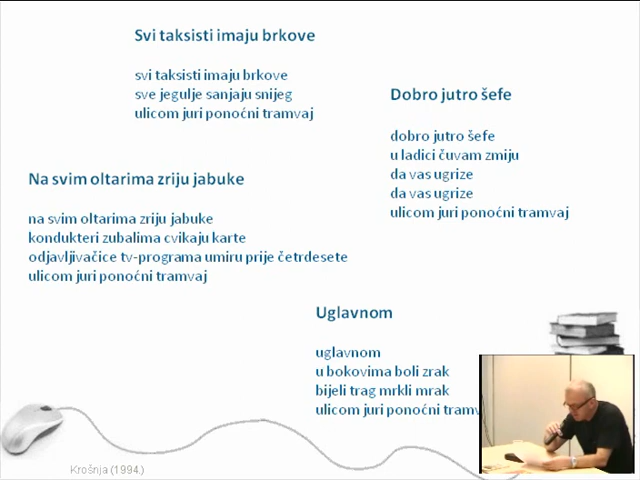 Svi taksisti imaju brkove
svi taksisti imaju brkove
sve jegulje sanjaju snijeg
ulicom juri ponoćni tramvaj
Dobro jutro šefe
dobro jutro šefe
u ladici čuvam zmiju
da vas ugrize
da vas ugrize
ulicom juri ponoćni tramvaj
Na svim oltarima zriju jabuke
na svim oltarima zriju jabuke
kondukteri zubalima cvikaju karte
odjavljivačice tv-programa umiru prije četrdesete
ulicom juri ponoćni tramvaj
Uglavnom
uglavnom
u bokovima boli zrak
bijeli trag mrkli mrak
ulicom juri ponoćni
Krošnja (1994.)